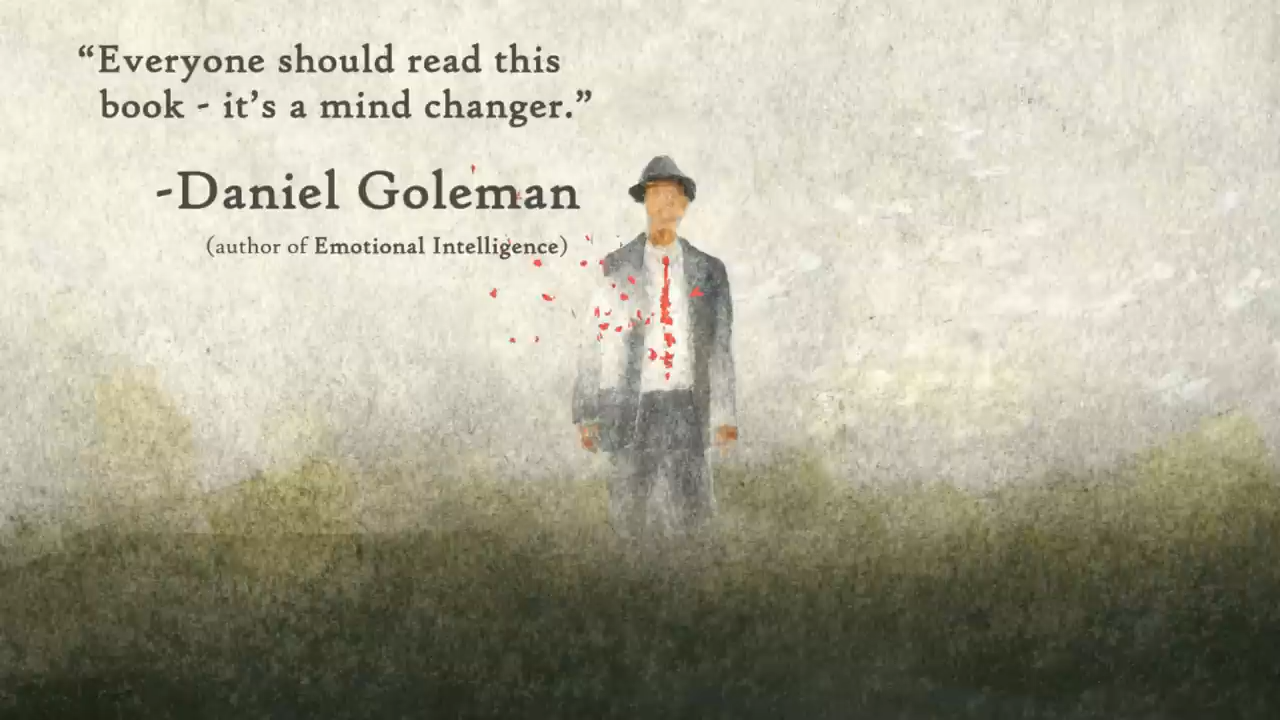 “Everyone should read this
book - it’s a mind changer.”
-Daniel Goleman
(author of Emotional Intelligence)